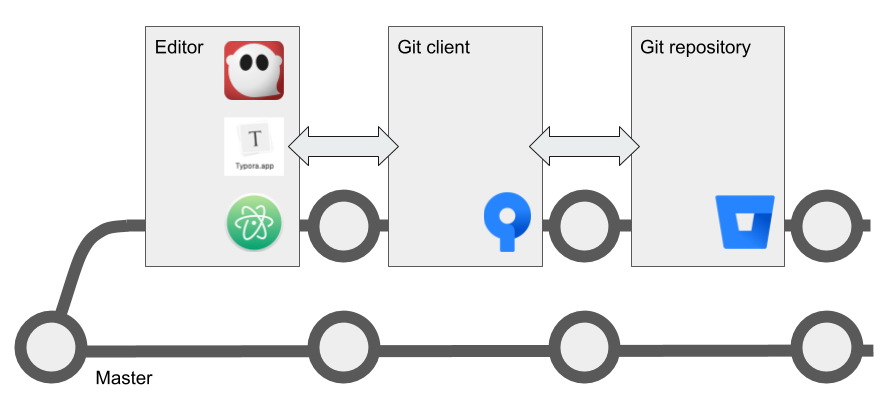 Editor
Git client
Git repository
T
Typora.app
Master